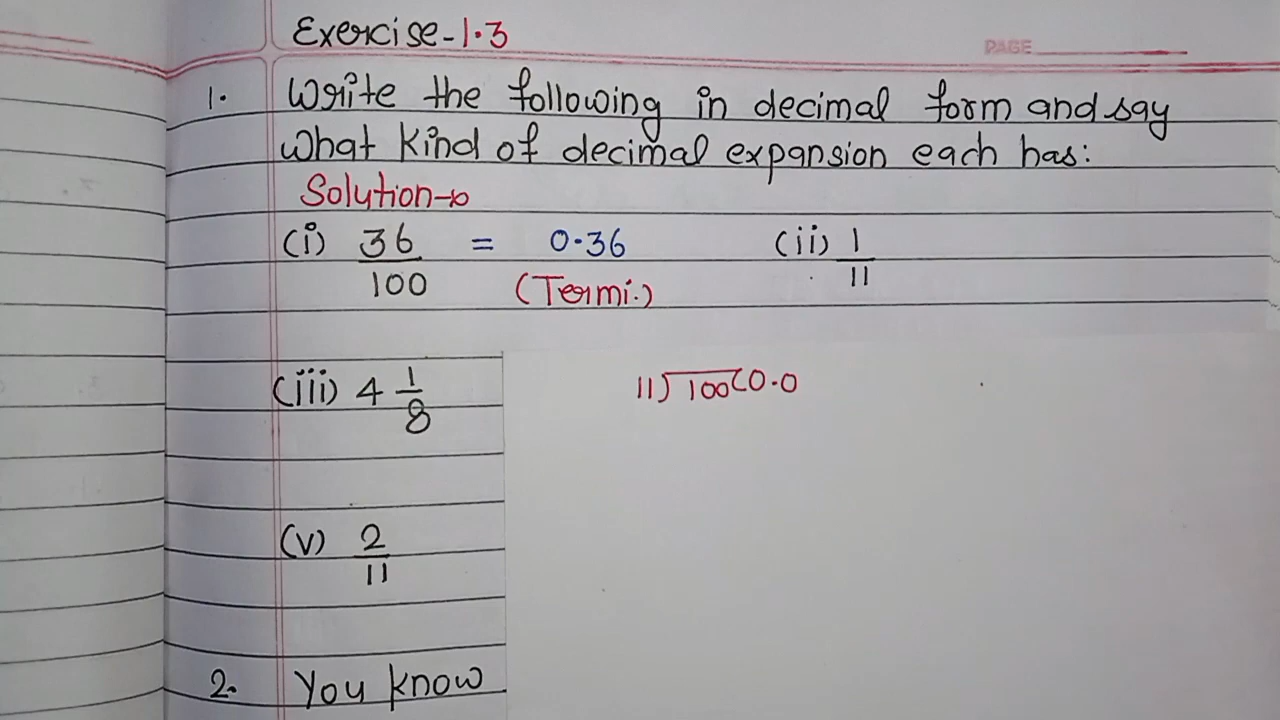 Exercise-1.3
PAGE
1. Write the following in decimal form and say
what kind of decimal expansion each has:
Solution→
(i) 36/100 = 0.36 (ii) 1/11
(Termi.)
(iii) 4 1/8
11)100(0.0
(v) 2/11
2. You know